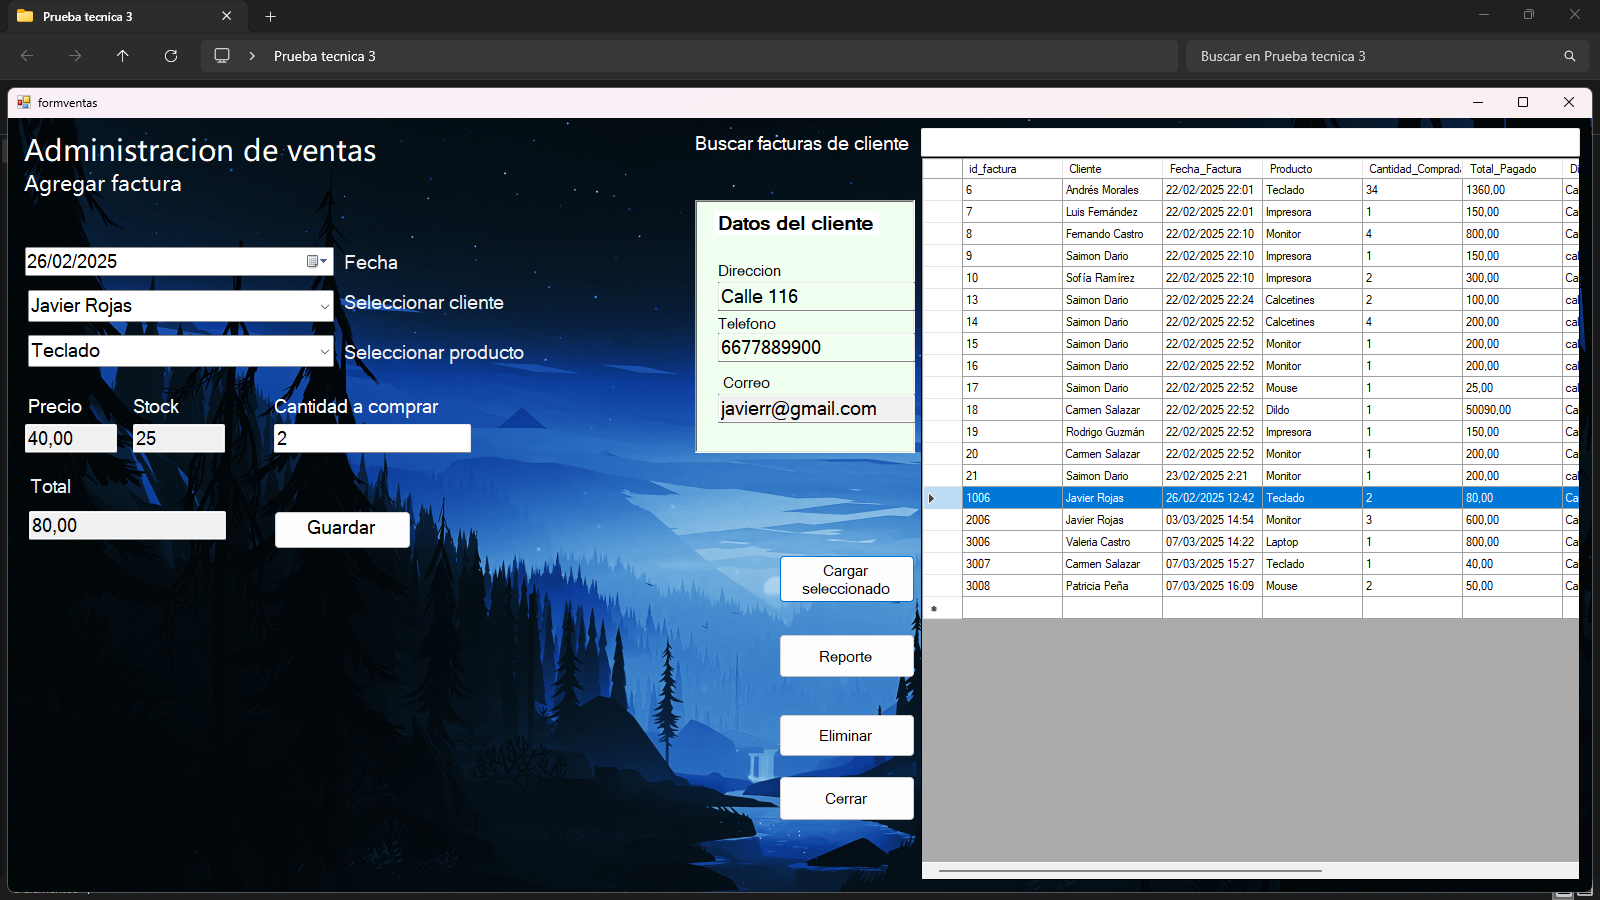 Prueba tecnica 3
Prueba tecnica 3
Buscar en Prueba tecnica 3
formventas
Administracion de ventas
Agregar factura
26/02/2025
Fecha
Javier Rojas
Seleccionar cliente
Teclado
Seleccionar producto
Precio Stock Cantidad a comprar
40,00 25 2
Total
80,00
Guardar
Buscar facturas de cliente
Datos del cliente
Direccion
Calle 116
Telefono
6677889900
Correo
javierr@gmail.com
Cargar
seleccionado
Reporte
Eliminar
Cerrar
id_factura Cliente Fecha_Factura Producto Cantidad_Comprada Total_Pagado Di
6 Andrés Morales 22/02/2025 22:01 Teclado 34 1360,00 Ca
7 Luis Fernández 22/02/2025 22:01 Impresora 1 150,00 Ca
8 Fernando Castro 22/02/2025 22:10 Monitor 4 800,00 Ca
9 Saimon Dario 22/02/2025 22:10 Impresora 1 150,00 cal
10 Sofía Ramírez 22/02/2025 22:10 Impresora 2 300,00 Ca
13 Saimon Dario 22/02/2025 22:24 Calcetines 2 100,00 cal
14 Saimon Dario 22/02/2025 22:52 Calcetines 4 200,00 cal
15 Saimon Dario 22/02/2025 22:52 Monitor 1 200,00 cal
16 Saimon Dario 22/02/2025 22:52 Monitor 1 200,00 cal
17 Saimon Dario 22/02/2025 22:52 Mouse 1 25,00 cal
18 Carmen Salazar 22/02/2025 22:52 Dildo 1 50090,00 Ca
19 Rodrigo Guzmán 22/02/2025 22:52 Impresora 1 150,00 Ca
20 Carmen Salazar 22/02/2025 22:52 Monitor 1 200,00 Ca
21 Saimon Dario 23/02/2025 2:21 Monitor 1 200,00 cal
1006 Javier Rojas 26/02/2025 12:42 Teclado 2 80,00 Ca
2006 Javier Rojas 03/03/2025 14:54 Monitor 3 600,00 Ca
3006 Valeria Castro 07/03/2025 14:22 Laptop 1 800,00 Ca
3007 Carmen Salazar 07/03/2025 15:27 Teclado 1 40,00 Ca
3008 Patricia Peña 07/03/2025 16:09 Mouse 2 50,00 Ca